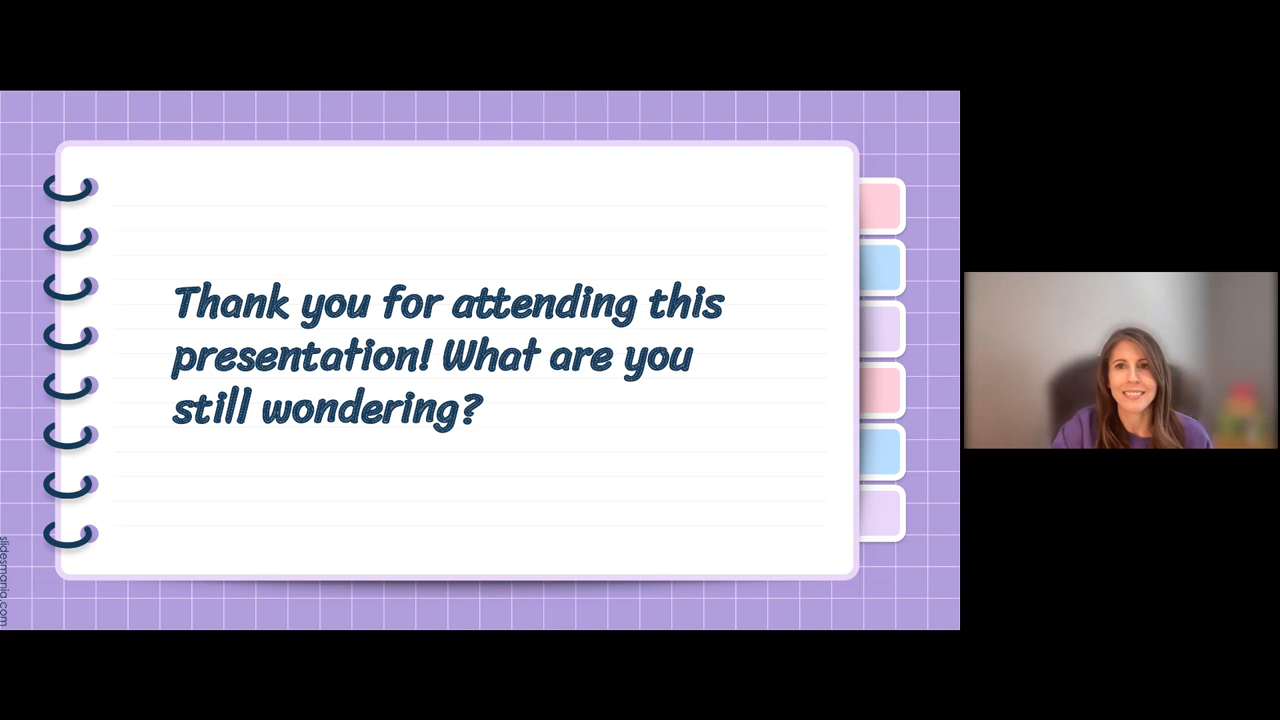 Thank you for attending this
presentation! What are you
still wondering?
slidesmania.com